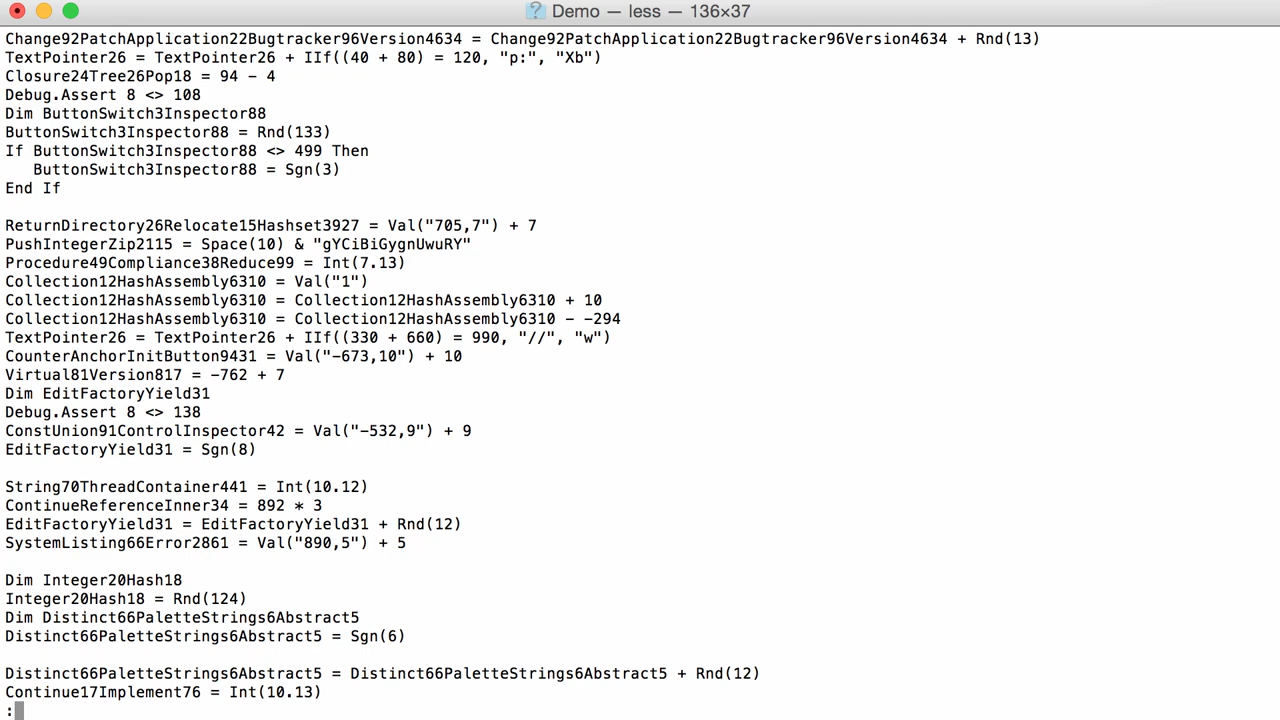 Demo — less — 136×37
Change92PatchApplication22Bugtracker96Version4634 = Change92PatchApplication22Bugtracker96Version4634 + Rnd(13)
TextPointer26 = TextPointer26 + IIf((40 + 80) = 120, "p:", "Xb")
Closure24Tree26Pop18 = 94 - 4
Debug.Assert 8 <> 108
Dim ButtonSwitch3Inspector88
ButtonSwitch3Inspector88 = Rnd(133)
If ButtonSwitch3Inspector88 <> 499 Then
   ButtonSwitch3Inspector88 = Sgn(3)
End If

ReturnDirectory26Relocate15Hashset3927 = Val("705,7") + 7
PushIntegerZip2115 = Space(10) & "gYCiBiGygnUwuRY"
Procedure49Compliance38Reduce99 = Int(7.13)
Collection12HashAssembly6310 = Val("1")
Collection12HashAssembly6310 = Collection12HashAssembly6310 + 10
Collection12HashAssembly6310 = Collection12HashAssembly6310 - -294
TextPointer26 = TextPointer26 + IIf((330 + 660) = 990, "//", "w")
CounterAnchorInitButton9431 = Val("-673,10") + 10
Virtual81Version817 = -762 + 7
Dim EditFactoryYield31
Debug.Assert 8 <> 138
ConstUnion91ControlInspector42 = Val("-532,9") + 9
EditFactoryYield31 = Sgn(8)

String70ThreadContainer441 = Int(10.12)
ContinueReferenceInner34 = 892 * 3
EditFactoryYield31 = EditFactoryYield31 + Rnd(12)
SystemListing66Error2861 = Val("890,5") + 5

Dim Integer20Hash18
Integer20Hash18 = Rnd(124)
Dim Distinct66PaletteStrings6Abstract5
Distinct66PaletteStrings6Abstract5 = Sgn(6)

Distinct66PaletteStrings6Abstract5 = Distinct66PaletteStrings6Abstract5 + Rnd(12)
Continue17Implement76 = Int(10.13)
: